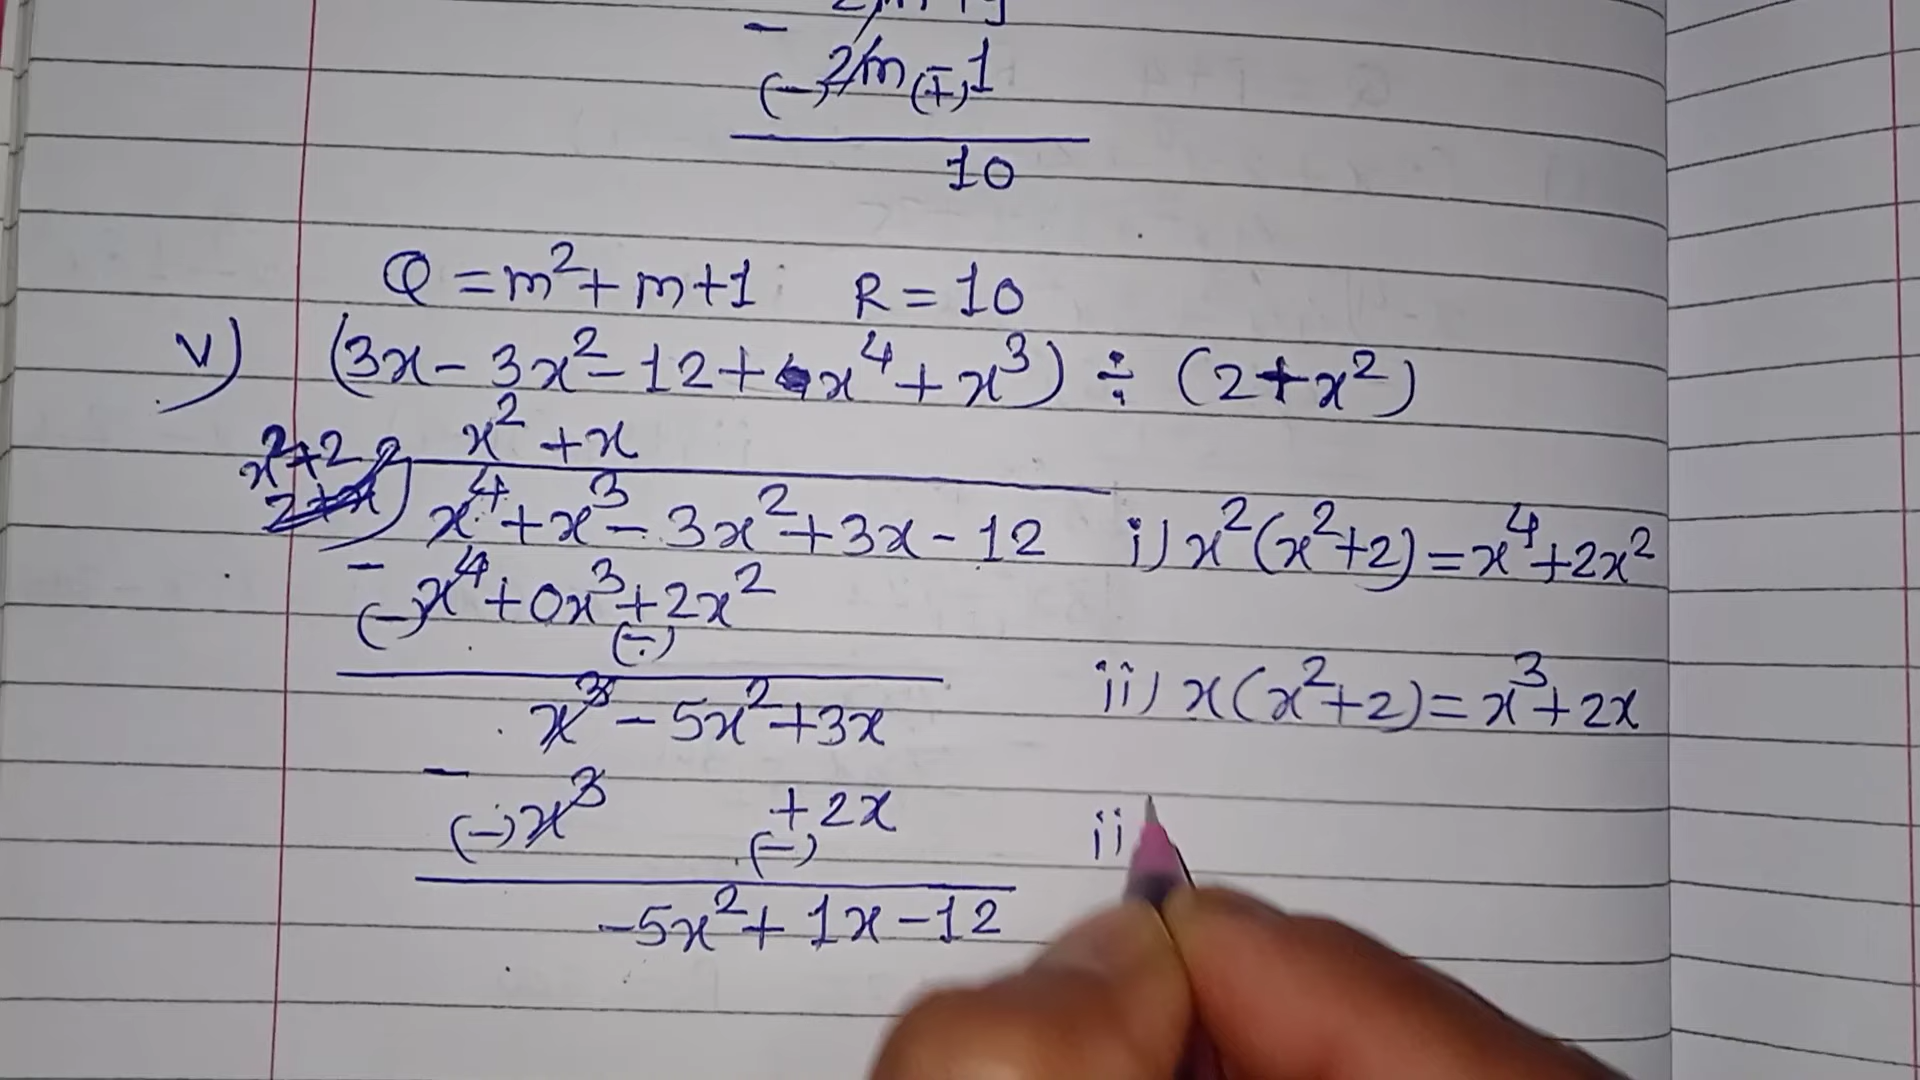 - (-) 2m (-) + 1
10
Q = m² + m + 1 ; R = 10
v) (3x - 3x² - 12 + x⁴ + x³) ÷ (2 + x²)
x² + x
x² + 2 ) x⁴ + x³ - 3x² + 3x - 12 i) x²(x² + 2) = x⁴ + 2x²
- (-) x⁴ + 0x³ + 2x²
(-)
x³ - 5x² + 3x ii) x(x² + 2) = x³ + 2x
- (-) x³ + 2x ii
(-)
-5x² + 1x - 12